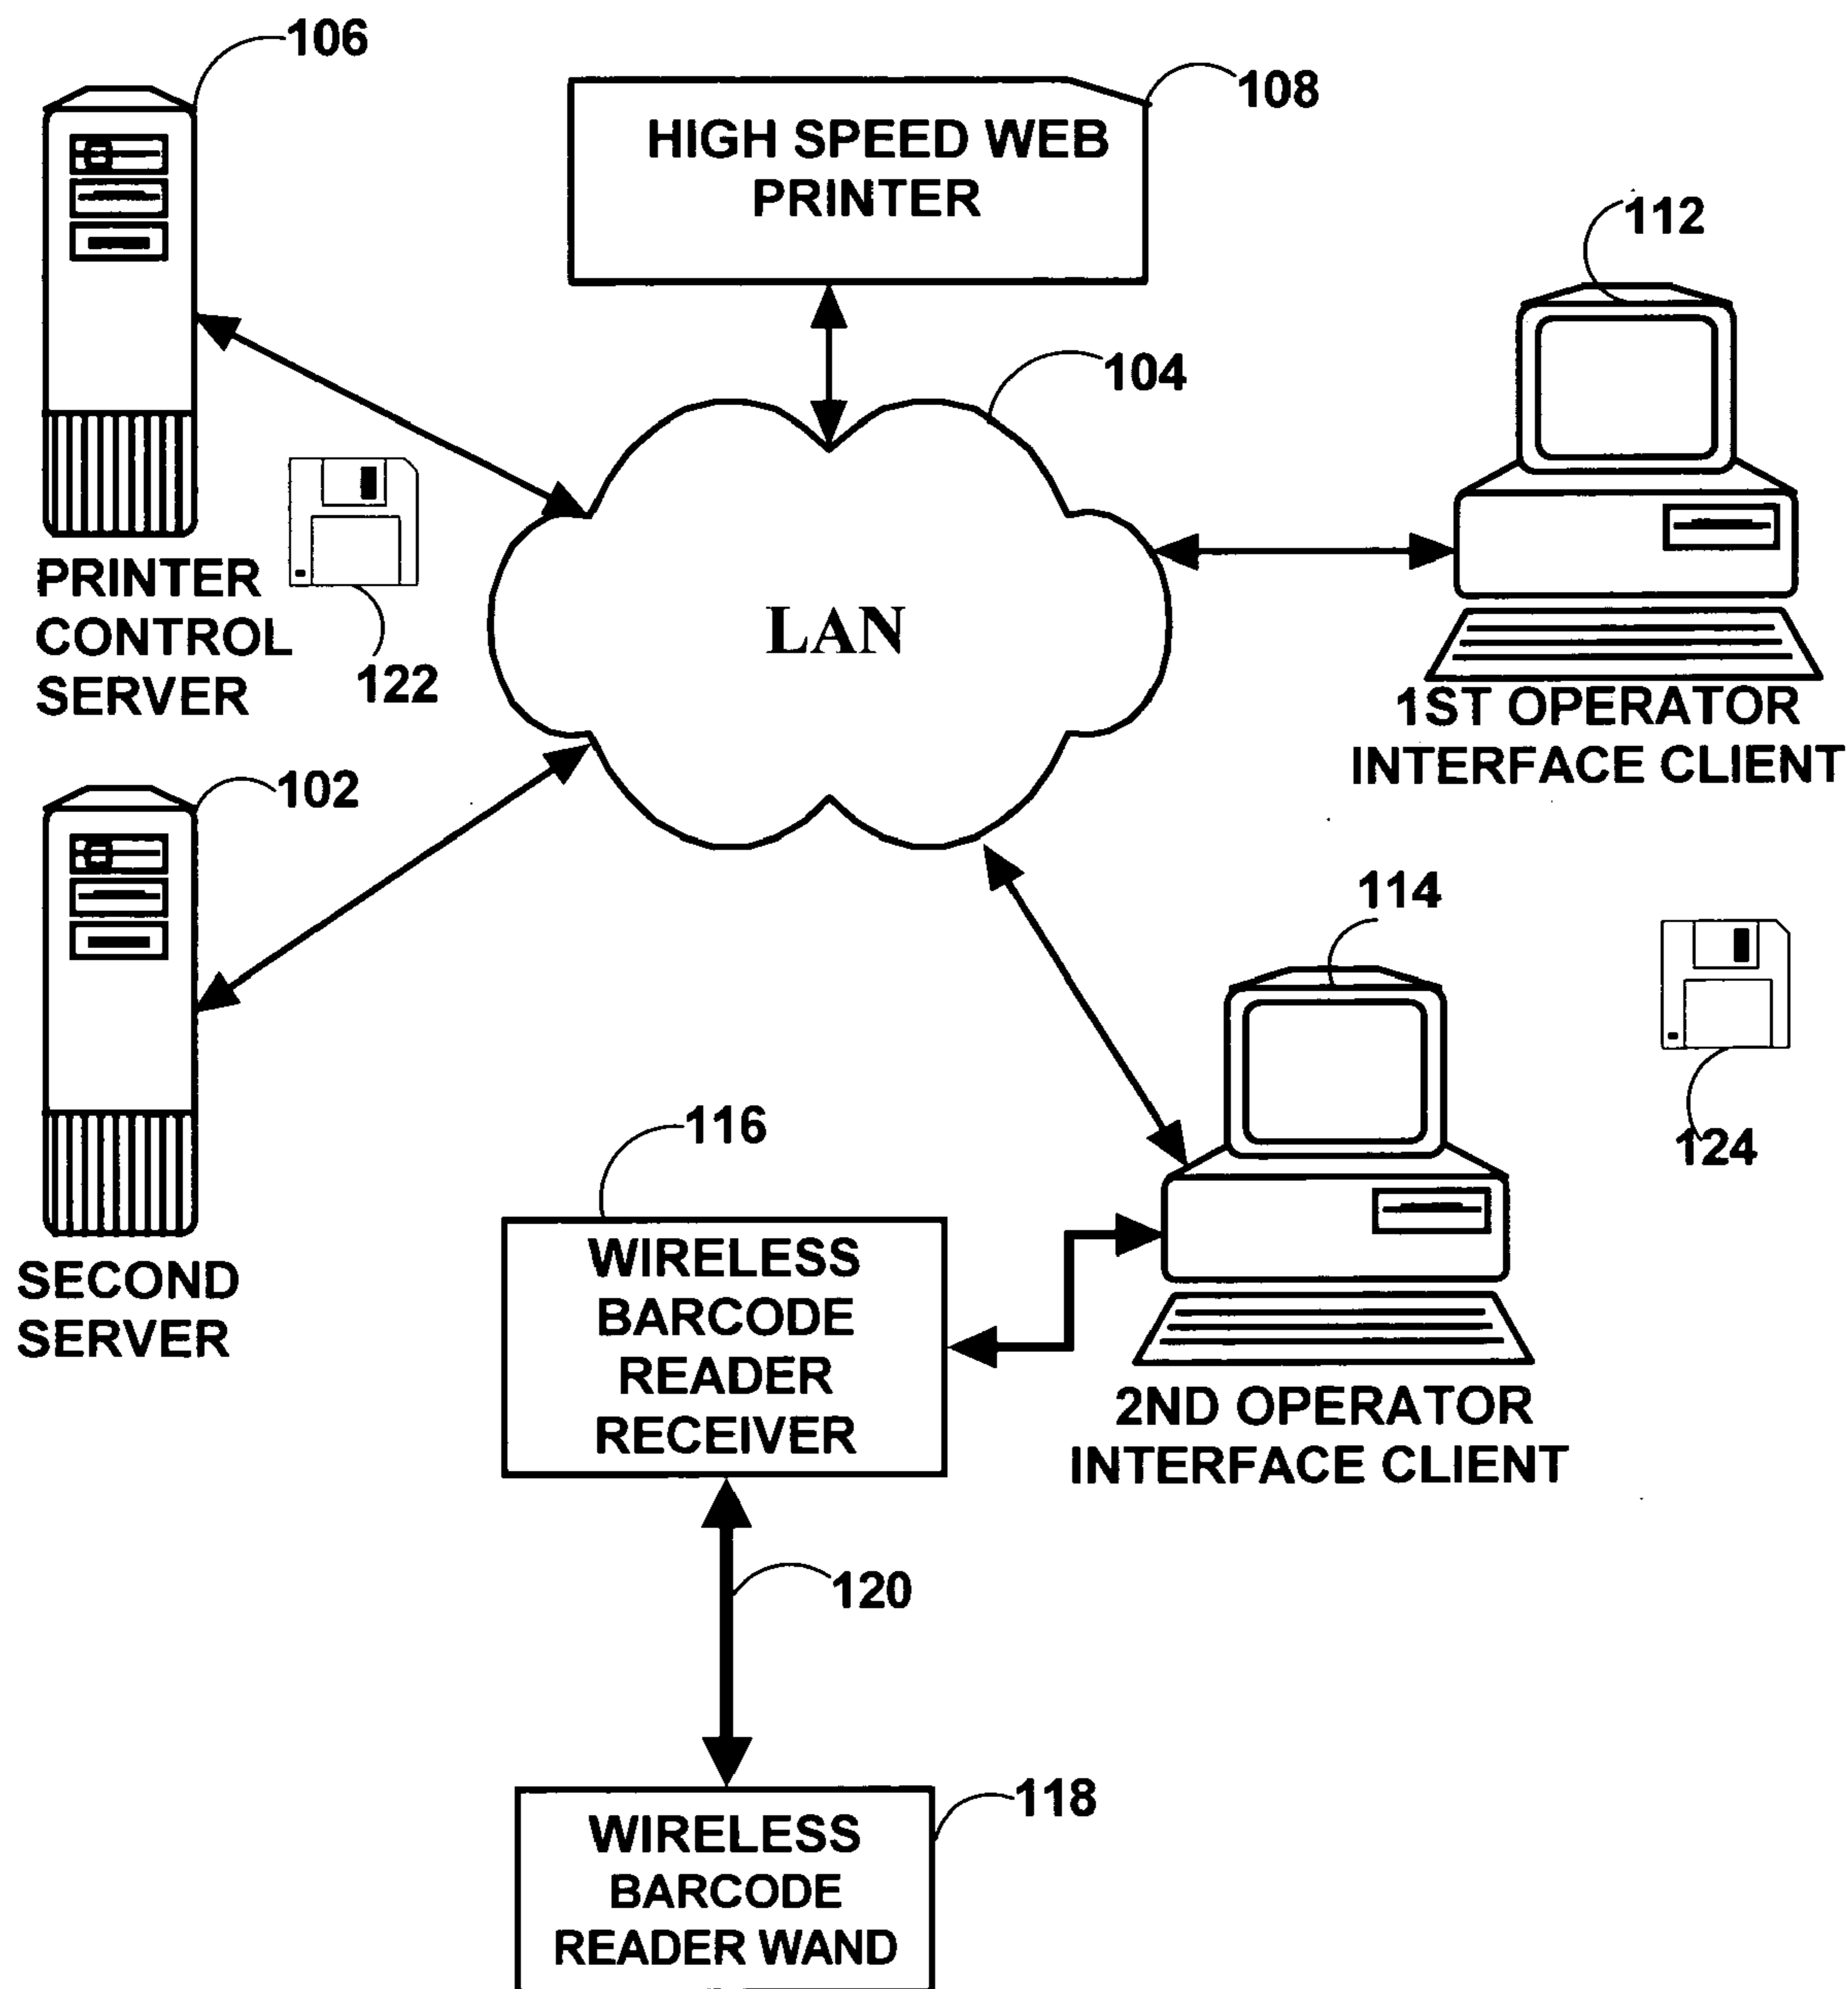 106
108
HIGH SPEED WEB
PRINTER
112
104
PRINTER
CONTROL
SERVER
122
LAN
1ST OPERATOR
INTERFACE CLIENT
102
114
116
124
SECOND
SERVER
WIRELESS
BARCODE
READER
RECEIVER
2ND OPERATOR
INTERFACE CLIENT
120
118
WIRELESS
BARCODE
READER WAND